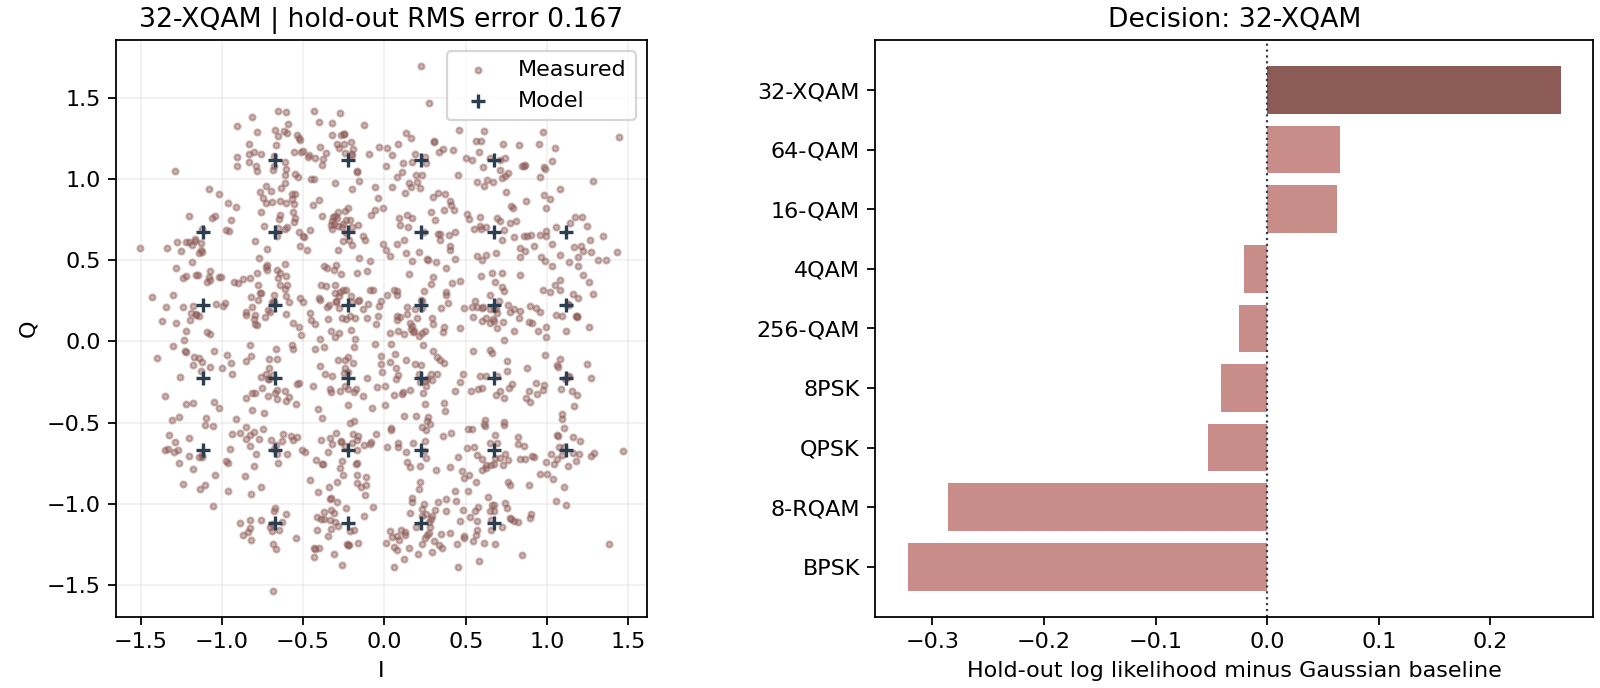 32-XQAM | hold-out RMS error 0.167
Measured
Model
1.5
1.0
0.5
0.0
−0.5
−1.0
−1.5
Q
−1.5
−1.0
−0.5
0.0
0.5
1.0
1.5
I
Decision: 32-XQAM
32-XQAM
64-QAM
16-QAM
4QAM
256-QAM
8PSK
QPSK
8-RQAM
BPSK
−0.3
−0.2
−0.1
0.0
0.1
0.2
Hold-out log likelihood minus Gaussian baseline